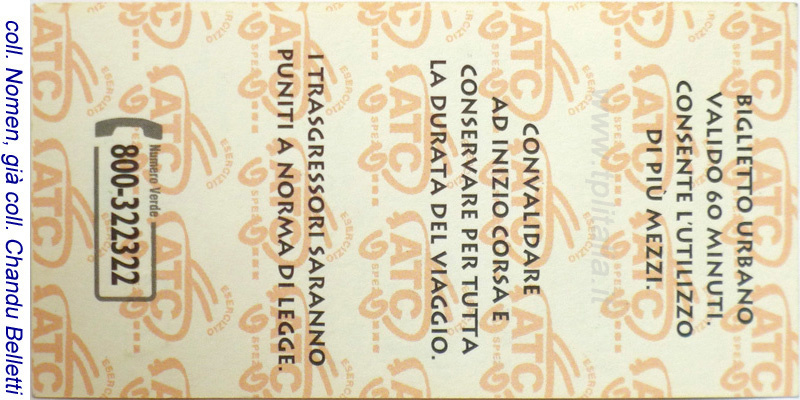 BIGLIETTO URBANO
VALIDO 60 MINUTI,
CONSENTE L'UTILIZZO
DI PIÙ MEZZI.
CONVALIDARE
AD INIZIO CORSA E
CONSERVARE PER TUTTA
LA DURATA DEL VIAGGIO.
I TRASGRESSORI SARANNO
PUNITI A NORMA DI LEGGE.
Numero Verde
800-322322
ATC
ESERCIZIO
www.tplitalia.it
coll. Nomen, già coll. Chandu Belletti